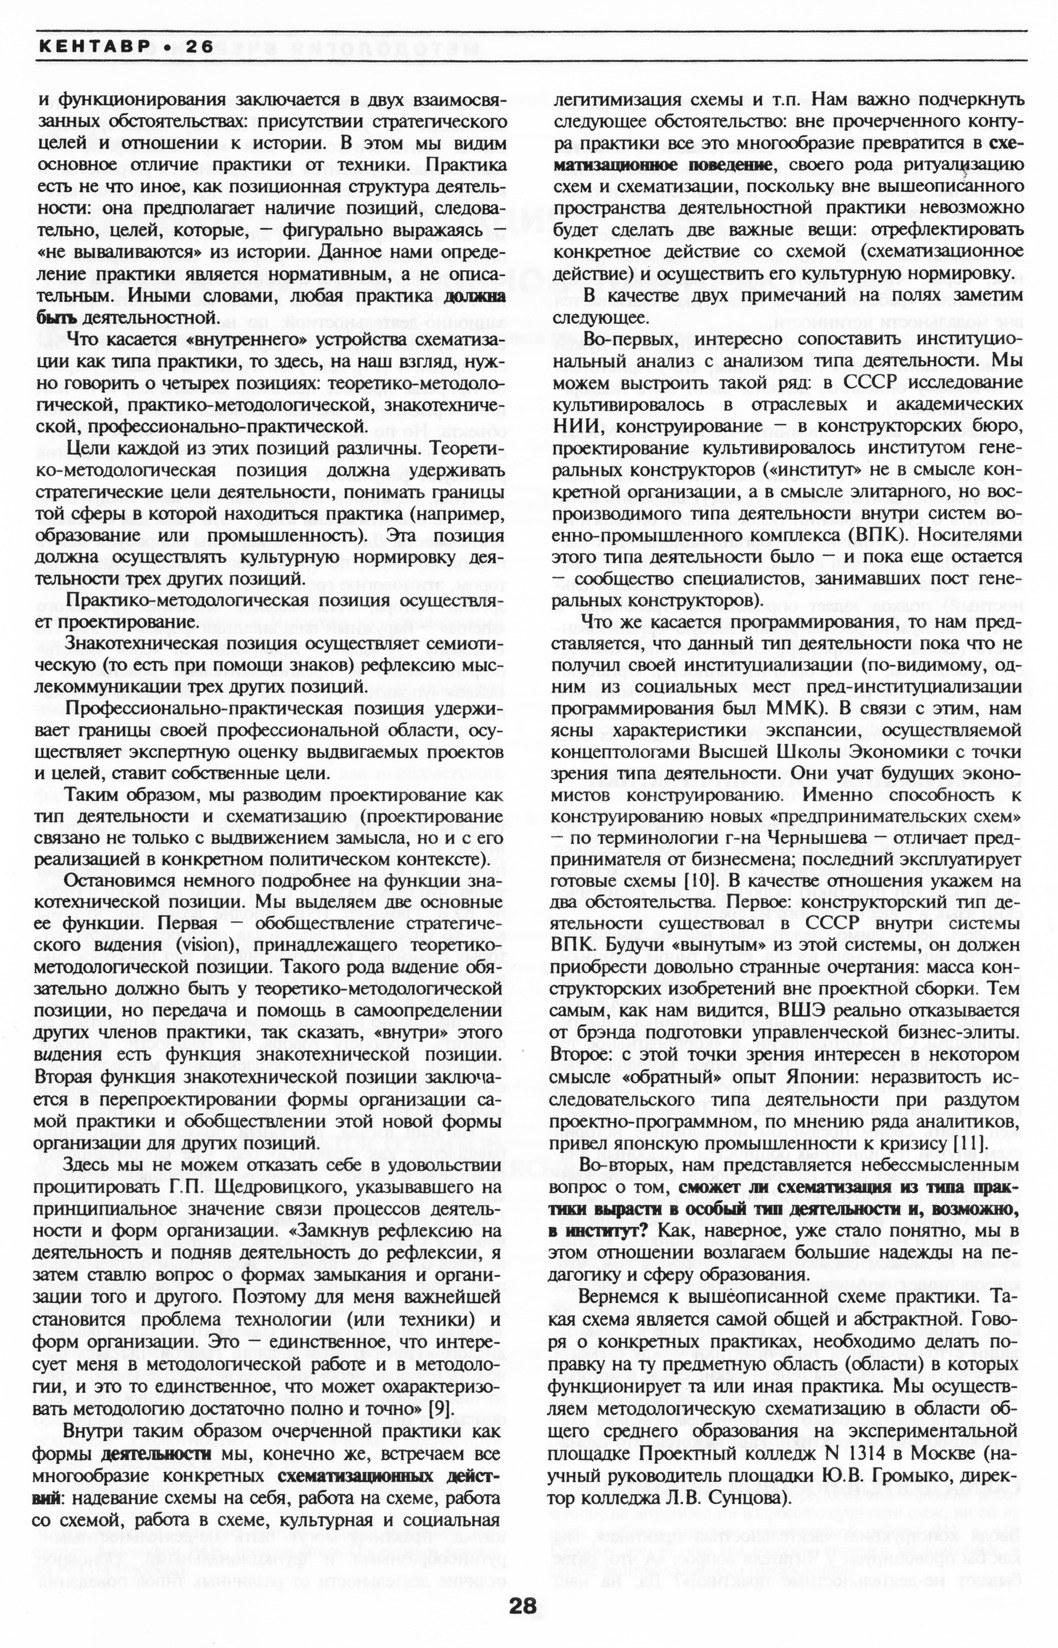 КЕНТАВР • 26
и функционирования заключается в двух взаимосвя-
занных обстоятельствах: присутствии стратегического
целей и отношении к истории. В этом мы видим
основное отличие практики от техники. Практика
есть не что иное, как позиционная структура деятель-
ности: она предполагает наличие позиций, следова-
тельно, целей, которые, — фигурально выражаясь —
«не вываливаются» из истории. Данное нами опреде-
ление практики является нормативным, а не описа-
тельным. Иными словами, любая практика должна
быть деятельностной.
Что касается «внутреннего» устройства схематиза-
ции как типа практики, то здесь, на наш взгляд, нуж-
но говорить о четырех позициях: теоретико-методоло-
гической, практико-методологической, знакотехниче-
ской, профессионально-практической.
Цели каждой из этих позиций различны. Теорети-
ко-методологическая позиция должна удерживать
стратегические цели деятельности, понимать границы
той сферы в которой находиться практика (например,
образование или промышленность). Эта позиция
должна осуществлять культурную нормировку дея-
тельности трех других позиций.
Практико-методологическая позиция осуществля-
ет проектирование.
Знакотехническая позиция осуществляет семиоти-
ческую (то есть при помощи знаков) рефлексию мыс-
лекоммуникации трех других позиций.
Профессионально-практическая позиция удержи-
вает границы своей профессиональной области, осу-
ществляет экспертную оценку выдвигаемых проектов
и целей, ставит собственные цели.
Таким образом, мы разводим проектирование как
тип деятельности и схематизацию (проектирование
связано не только с выдвижением замысла, но и с его
реализацией в конкретном политическом контексте).
Остановимся немного подробнее на функции зна-
котехнической позиции. Мы выделяем две основные
ее функции. Первая — обобществление стратегиче-
ского видения (vision), принадлежащего теоретико-
методологической позиции. Такого рода видение обя-
зательно должно быть у теоретико-методологической
позиции, но передача и помощь в самоопределении
других членов практики, так сказать, «внутри» этого
видения есть функция знакотехнической позиции.
Вторая функция знакотехнической позиции заключа-
ется в перепроектировании формы организации са-
мой практики и обобществлении этой новой формы
организации для других позиций.
Здесь мы не можем отказать себе в удовольствии
процитировать Г.П. Щедровицкого, указывавшего на
принципиальное значение связи процессов деятель-
ности и форм организации. «Замкнув рефлексию на
деятельность и подняв деятельность до рефлексии, я
затем ставлю вопрос о формах замыкания и органи-
зации того и другого. Поэтому для меня важнейшей
становится проблема технологии (или техники) и
форм организации. Это — единственное, что интере-
сует меня в методологической работе и в методоло-
гии, и это то единственное, что может охарактеризо-
вать методологию достаточно полно и точно» [9].
Внутри таким образом очерченной практики как
формы деятельности мы, конечно же, встречаем все
многообразие конкретных схематизационных дейст-
вий: надевание схемы на себя, работа на схеме, работа
со схемой, работа в схеме, культурная и социальная
легитимизация схемы и т.п. Нам важно подчеркнуть
следующее обстоятельство: вне прочерченного конту-
ра практики все это многообразие превратится в схе-
матизационное поведение, своего рода ритуализацию
схем и схематизации, поскольку вне вышеописанного
пространства деятельностной практики невозможно
будет сделать две важные вещи: отрефлектировать
конкретное действие со схемой (схематизационное
действие) и осуществить его культурную нормировку.
В качестве двух примечаний на полях заметим
следующее.
Во-первых, интересно сопоставить институцио-
нальный анализ с анализом типа деятельности. Мы
можем выстроить такой ряд: в СССР исследование
культивировалось в отраслевых и академических
НИИ, конструирование — в конструкторских бюро,
проектирование культивировалось институтом гене-
ральных конструкторов («институт» не в смысле кон-
кретной организации, а в смысле элитарного, но вос-
производимого типа деятельности внутри систем во-
енно-промышленного комплекса (ВПК). Носителями
этого типа деятельности было — и пока еще остается
— сообщество специалистов, занимавших пост гене-
ральных конструкторов).
Что же касается программирования, то нам пред-
ставляется, что данный тип деятельности пока что не
получил своей институциализации (по-видимому, од-
ним из социальных мест пред-институциализации
программирования был ММК). В связи с этим, нам
ясны характеристики экспансии, осуществляемой
концептологами Высшей Школы Экономики с точки
зрения типа деятельности. Они учат будущих эконо-
мистов конструированию. Именно способность к
конструированию новых «предпринимательских схем»
— по терминологии г-на Чернышева — отличает пред-
принимателя от бизнесмена; последний эксплуатирует
готовые схемы [10]. В качестве отношения укажем на
два обстоятельства. Первое: конструкторский тип де-
ятельности существовал в СССР внутри системы
ВПК. Будучи «вынутым» из этой системы, он должен
приобрести довольно странные очертания: масса кон-
структорских изобретений вне проектной сборки. Тем
самым, как нам видится, ВШЭ реально отказывается
от брэнда подготовки управленческой бизнес-элиты.
Второе: с этой точки зрения интересен в некотором
смысле «обратный» опыт Японии: неразвитость ис-
следовательского типа деятельности при раздутом
проектно-программном, по мнению ряда аналитиков,
привел японскую промышленности к кризису [11].
Во-вторых, нам представляется небессмысленным
вопрос о том, сможет ли схематизация из типа прак-
тики вырасти в особый тип деятельности и, возможно,
в институт? Как, наверное, уже стало понятно, мы в
этом отношении возлагаем большие надежды на пе-
дагогику и сферу образования.
Вернемся к вышеописанной схеме практики. Та-
кая схема является самой общей и абстрактной. Гово-
ря о конкретных практиках, необходимо делать по-
правку на ту предметную область (области) в которых
функционирует та или иная практика. Мы осуществ-
ляем методологическую схематизацию в области об-
щего среднего образования на экспериментальной
площадке Проектный колледж N 1314 в Москве (на-
учный руководитель площадки Ю.В. Громыко, дирек-
тор колледжа Л.В. Сунцова).
28